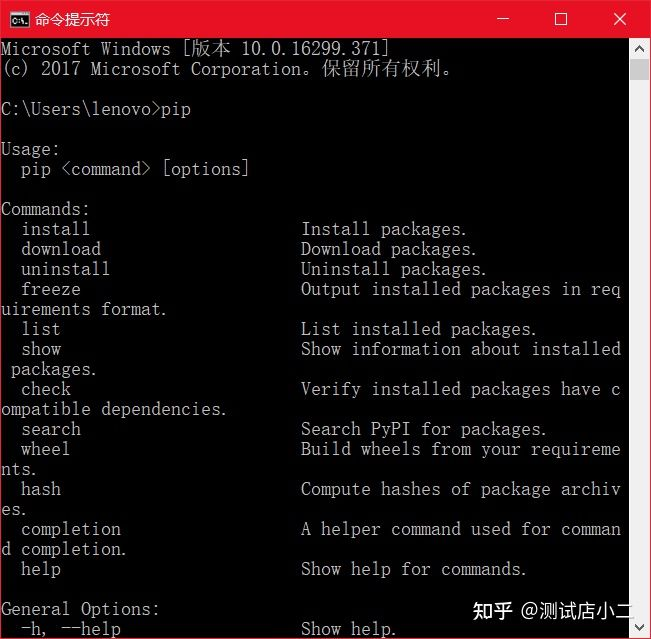 命令提示符
Microsoft Windows [版本 10.0.16299.371]
(c) 2017 Microsoft Corporation。保留所有权利。
C:\Users\lenovo>pip
Usage:
  pip <command> [options]
Commands:
  install                     Install packages.
  download                    Download packages.
  uninstall                   Uninstall packages.
  freeze                      Output installed packages in req
uirements format.
  list                        List installed packages.
  show                        Show information about installed
 packages.
  check                       Verify installed packages have c
ompatible dependencies.
  search                      Search PyPI for packages.
  wheel                       Build wheels from your requireme
nts.
  hash                        Compute hashes of package archiv
es.
  completion                  A helper command used for comman
d completion.
  help                        Show help for commands.
General Options:
  -h, --help                  Show help.
知乎 @测试店小二